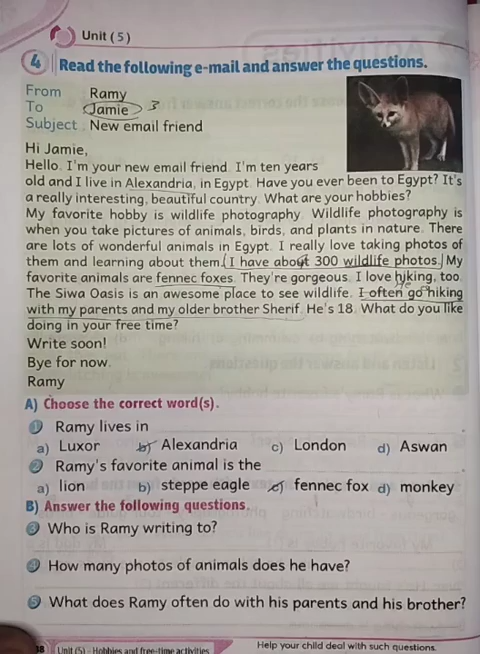 Unit (5)
4 Read the following e-mail and answer the questions.
From : Ramy
To : Jamie 3
Subject : New email friend
Hi Jamie,
Hello. I'm your new email friend. I'm ten years
old and I live in Alexandria, in Egypt. Have you ever been to Egypt? It's
a really interesting, beautiful country. What are your hobbies?
My favorite hobby is wildlife photography. Wildlife photography is
when you take pictures of animals, birds, and plants in nature. There
are lots of wonderful animals in Egypt. I really love taking photos of
them and learning about them. I have about 300 wildlife photos. My
favorite animals are fennec foxes. They're gorgeous. I love hiking, too.
The Siwa Oasis is an awesome place to see wildlife. I often go hiking
with my parents and my older brother Sherif. He's 18. What do you like
doing in your free time?
Write soon!
Bye for now.
Ramy
A) Choose the correct word(s).
1 Ramy lives in .
a) Luxor b) Alexandria c) London d) Aswan
2 Ramy's favorite animal is the .
a) lion b) steppe eagle c) fennec fox d) monkey
B) Answer the following questions.
3 Who is Ramy writing to?
4 How many photos of animals does he have?
5 What does Ramy often do with his parents and his brother?
38 Unit (5) - Hobbies and free-time activities Help your child deal with such questions.